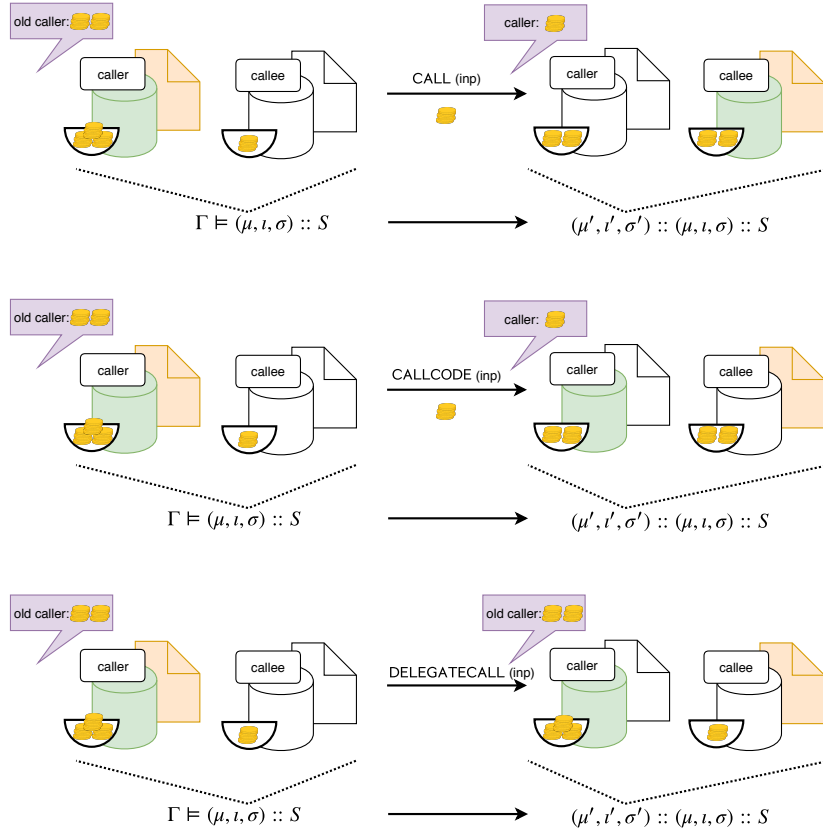 old caller:
caller:
caller
callee
CALL (inp)
caller
callee
Γ ⊨ (μ, ι, σ) :: S
(μ′, ι′, σ′) :: (μ, ι, σ) :: S
old caller:
caller:
caller
callee
CALLCODE (inp)
caller
callee
Γ ⊨ (μ, ι, σ) :: S
(μ′, ι′, σ′) :: (μ, ι, σ) :: S
old caller:
old caller:
caller
callee
DELEGATECALL (inp)
caller
callee
Γ ⊨ (μ, ι, σ) :: S
(μ′, ι′, σ′) :: (μ, ι, σ) :: S